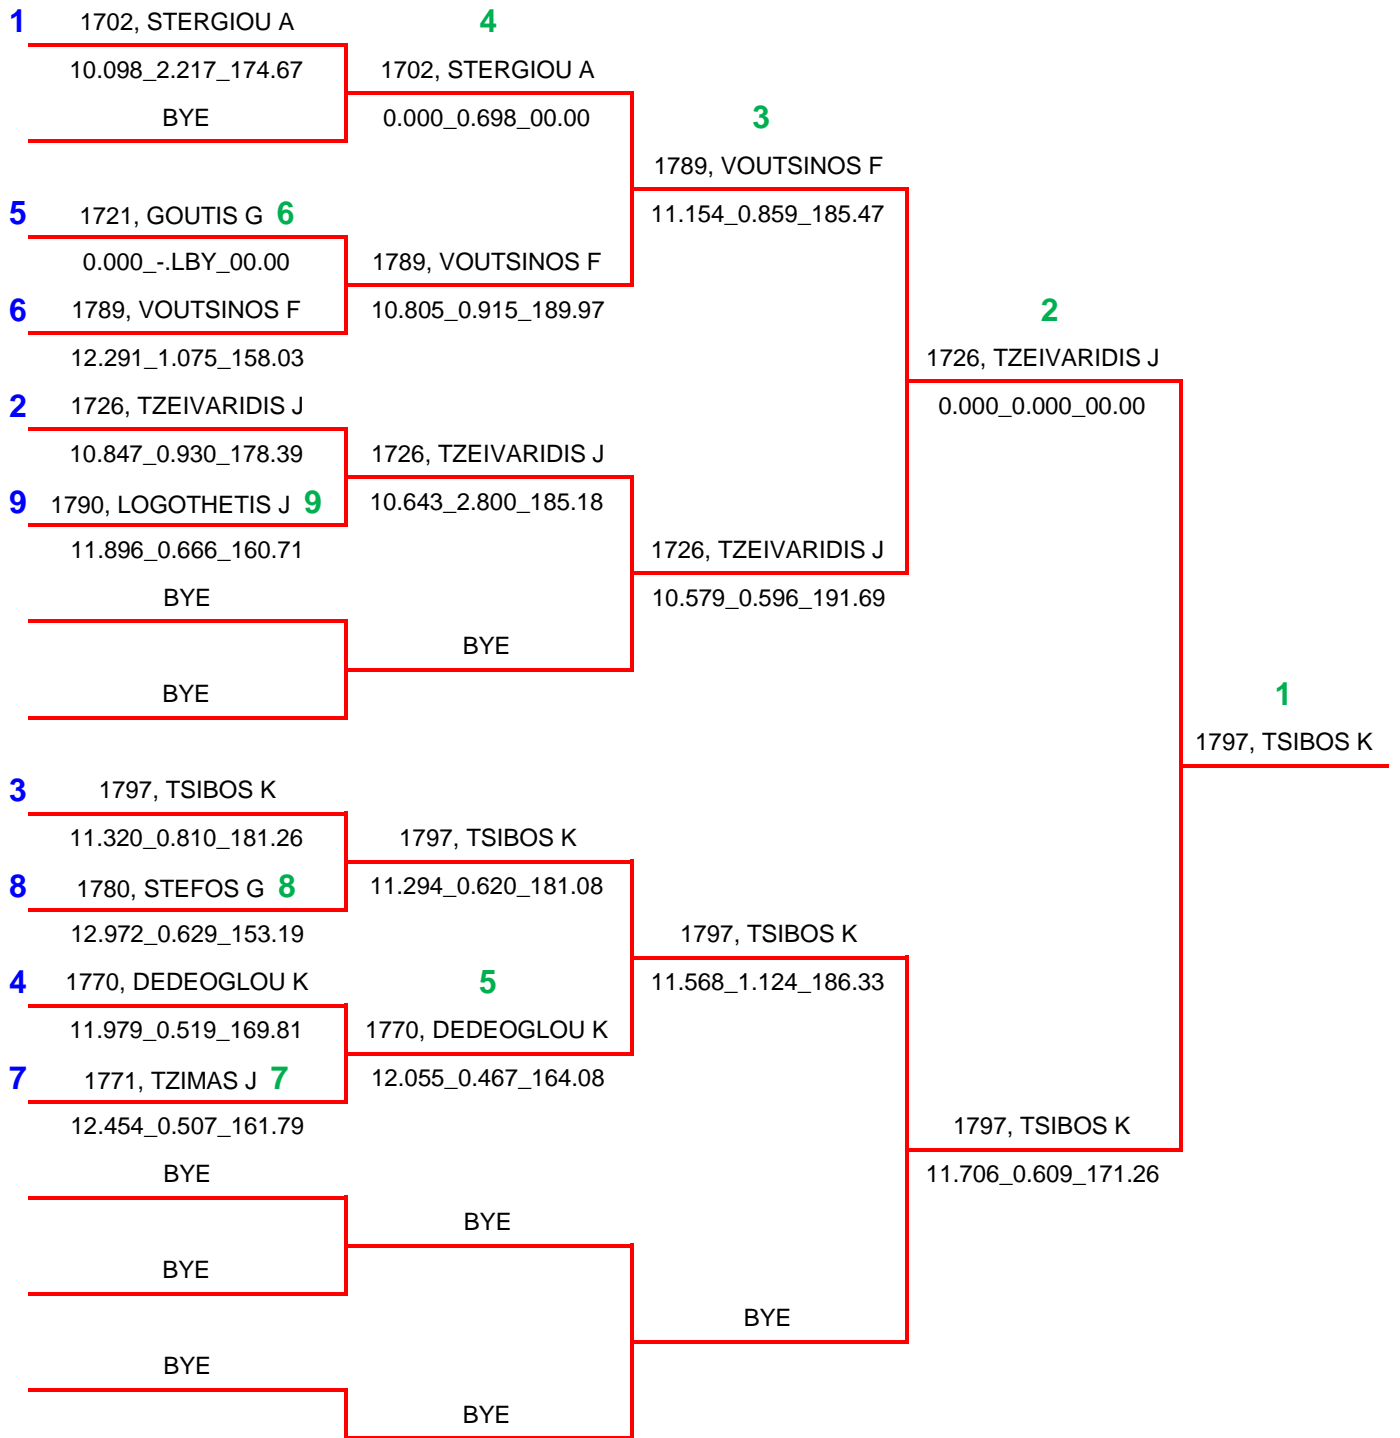 1 1702, STERGIOU A 4
10.098_2.217_174.67 1702, STERGIOU A
BYE 0.000_0.698_00.00 3
1789, VOUTSINOS F
5 1721, GOUTIS G 6 11.154_0.859_185.47
0.000_-.LBY_00.00 1789, VOUTSINOS F
6 1789, VOUTSINOS F 10.805_0.915_189.97 2
12.291_1.075_158.03 1726, TZEIVARIDIS J
2 1726, TZEIVARIDIS J 0.000_0.000_00.00
10.847_0.930_178.39 1726, TZEIVARIDIS J
9 1790, LOGOTHETIS J 9 10.643_2.800_185.18
11.896_0.666_160.71 1726, TZEIVARIDIS J
BYE 10.579_0.596_191.69
BYE
BYE 1
1797, TSIBOS K
3 1797, TSIBOS K
11.320_0.810_181.26 1797, TSIBOS K
8 1780, STEFOS G 8 11.294_0.620_181.08
12.972_0.629_153.19 1797, TSIBOS K
4 1770, DEDEOGLOU K 5 11.568_1.124_186.33
11.979_0.519_169.81 1770, DEDEOGLOU K
7 1771, TZIMAS J 7 12.055_0.467_164.08
12.454_0.507_161.79 1797, TSIBOS K
BYE 11.706_0.609_171.26
BYE
BYE
BYE
BYE
BYE